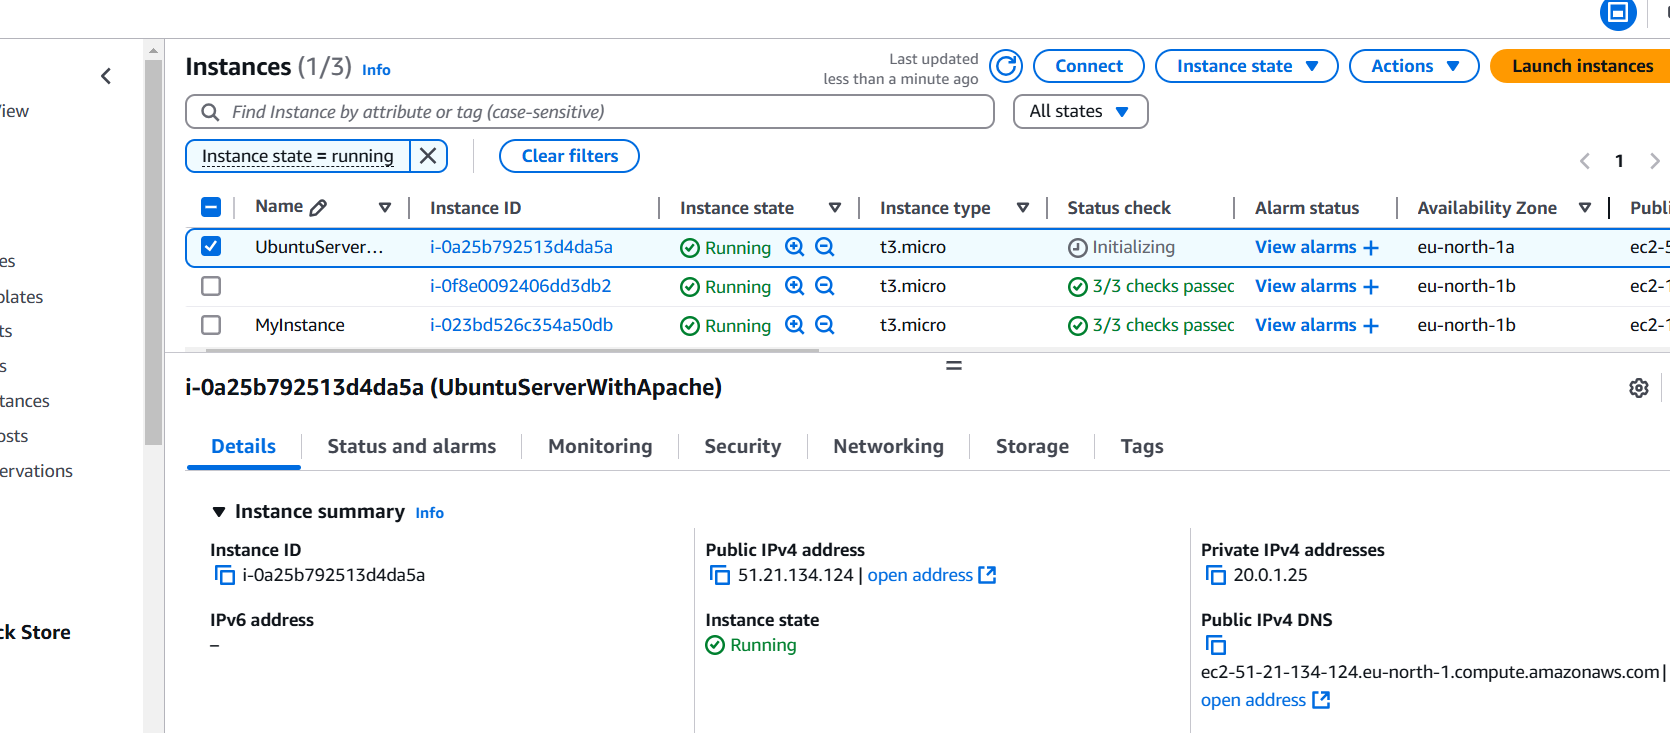 Instances (1/3) Info
Last updated
less than a minute ago
Connect
Instance state
Actions
Launch instances
Find Instance by attribute or tag (case-sensitive)
All states
Instance state = running
Clear filters
1
Name
Instance ID
Instance state
Instance type
Status check
Alarm status
Availability Zone
Publi
UbuntuServer... i-0a25b792513d4da5a Running t3.micro Initializing View alarms + eu-north-1a ec2-5
i-0f8e0092406dd3db2 Running t3.micro 3/3 checks passec View alarms + eu-north-1b ec2-1
MyInstance i-023bd526c354a50db Running t3.micro 3/3 checks passec View alarms + eu-north-1b ec2-1
iew
es
plates
ts
s
tances
osts
ervations
ck Store
i-0a25b792513d4da5a (UbuntuServerWithApache)
Details
Status and alarms
Monitoring
Security
Networking
Storage
Tags
Instance summary Info
Instance ID
i-0a25b792513d4da5a
Public IPv4 address
51.21.134.124 | open address
Private IPv4 addresses
20.0.1.25
IPv6 address
–
Instance state
Running
Public IPv4 DNS
ec2-51-21-134-124.eu-north-1.compute.amazonaws.com |
open address